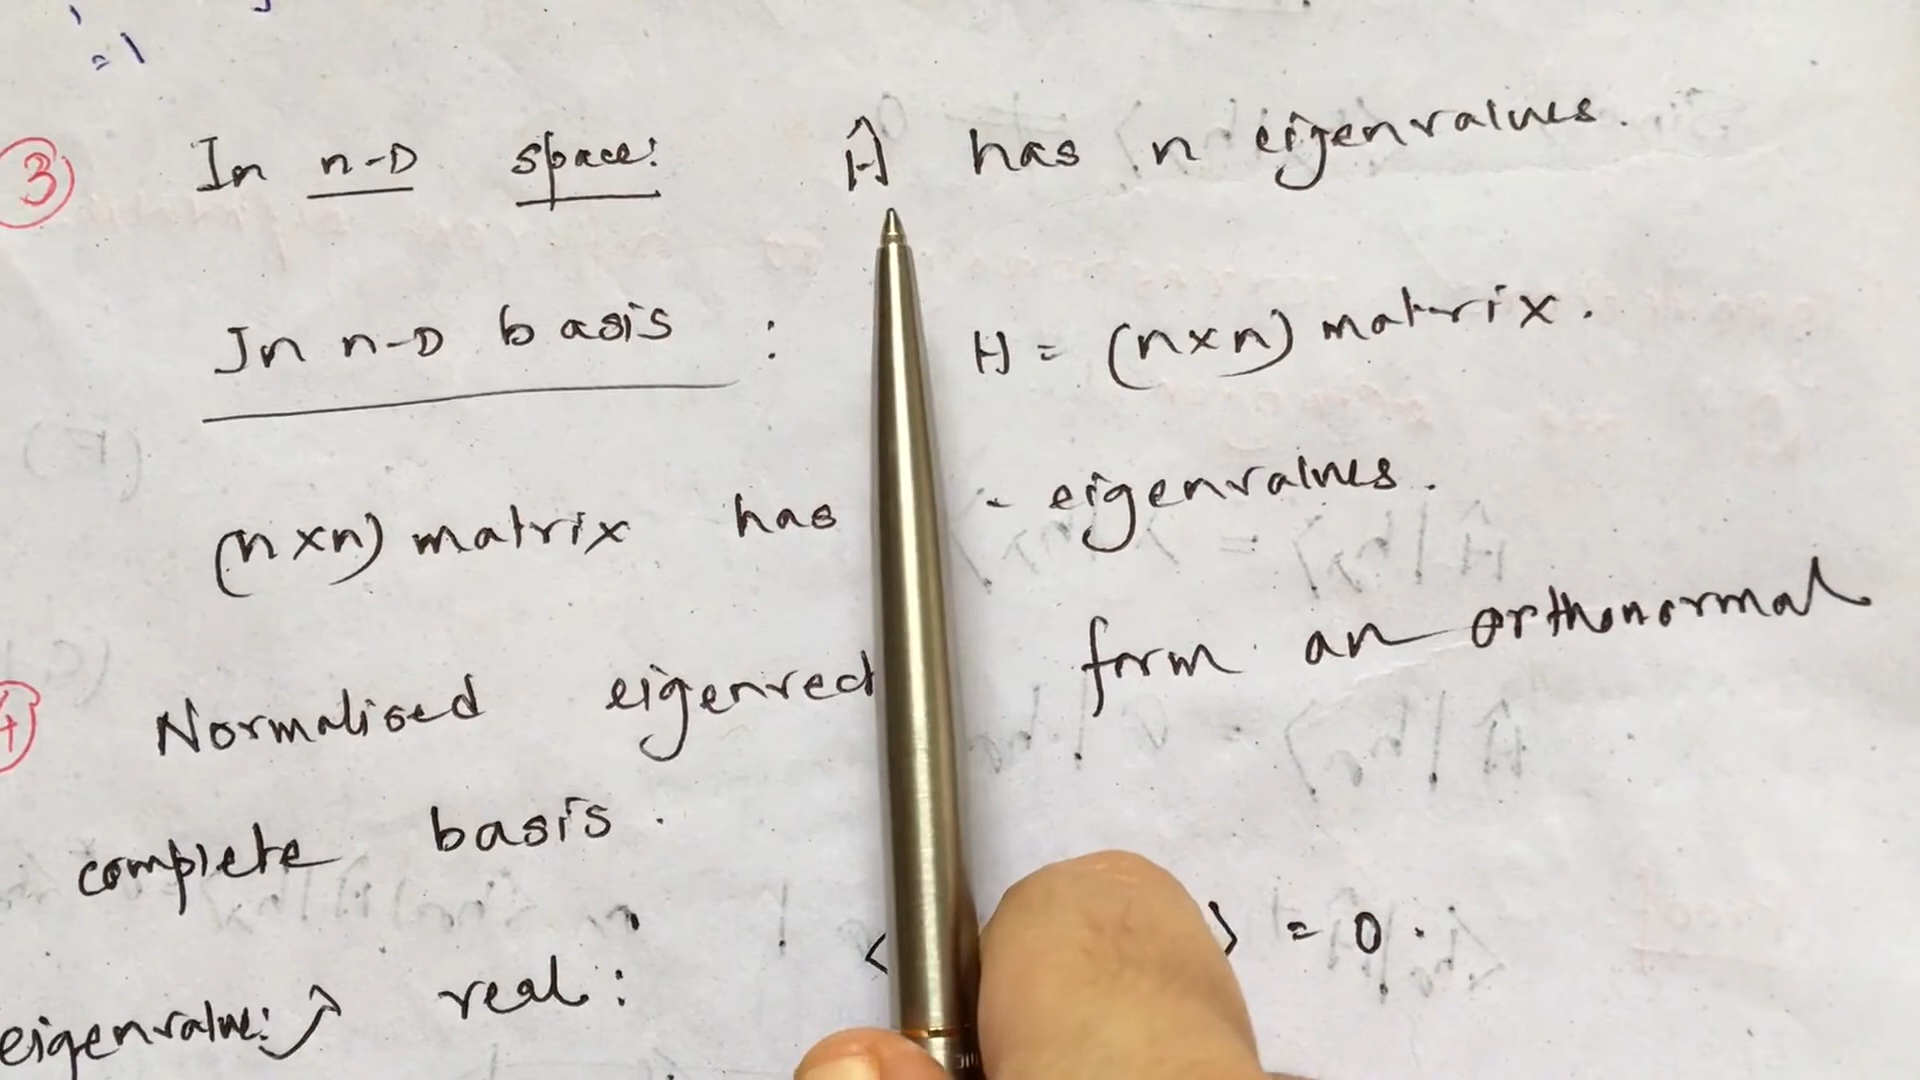 =1
3 In n-D space: Ĥ has n eigenvalues.
In n-D basis : H = (n×n) matrix.
(n×n) matrix has eigenvalues.
4 Normalised form an orthonormal
complete basis.
eigenvalue: real: = 0.